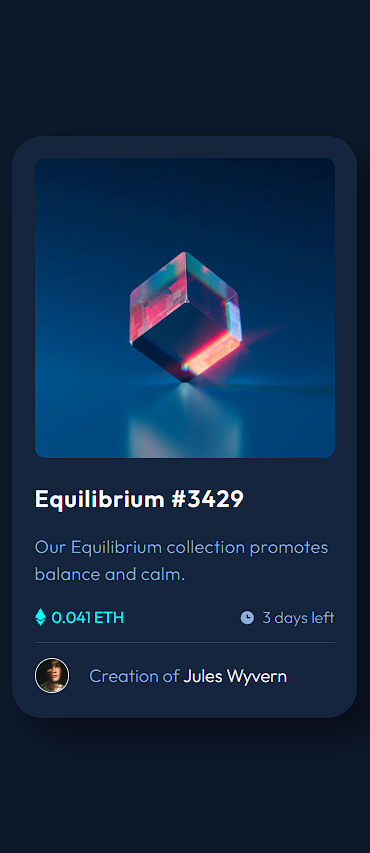 Equilibrium #3429
Our Equilibrium collection promotes
balance and calm.
0.041 ETH
3 days left
Creation of Jules Wyvern